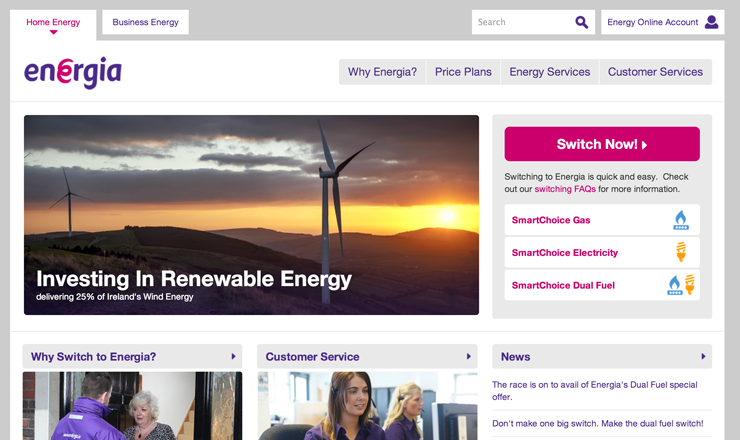 Home Energy
Business Energy
Search
Energy Online Account
energia
Why Energia?
Price Plans
Energy Services
Customer Services
Investing In Renewable Energy
delivering 25% of Ireland's Wind Energy
Switch Now!
Switching to Energia is quick and easy. Check
out our switching FAQs for more information.
SmartChoice Gas
SmartChoice Electricity
SmartChoice Dual Fuel
Why Switch to Energia?
Customer Service
News
The race is on to avail of Energia's Dual Fuel special
offer.
Don't make one big switch. Make the dual fuel switch!
energia